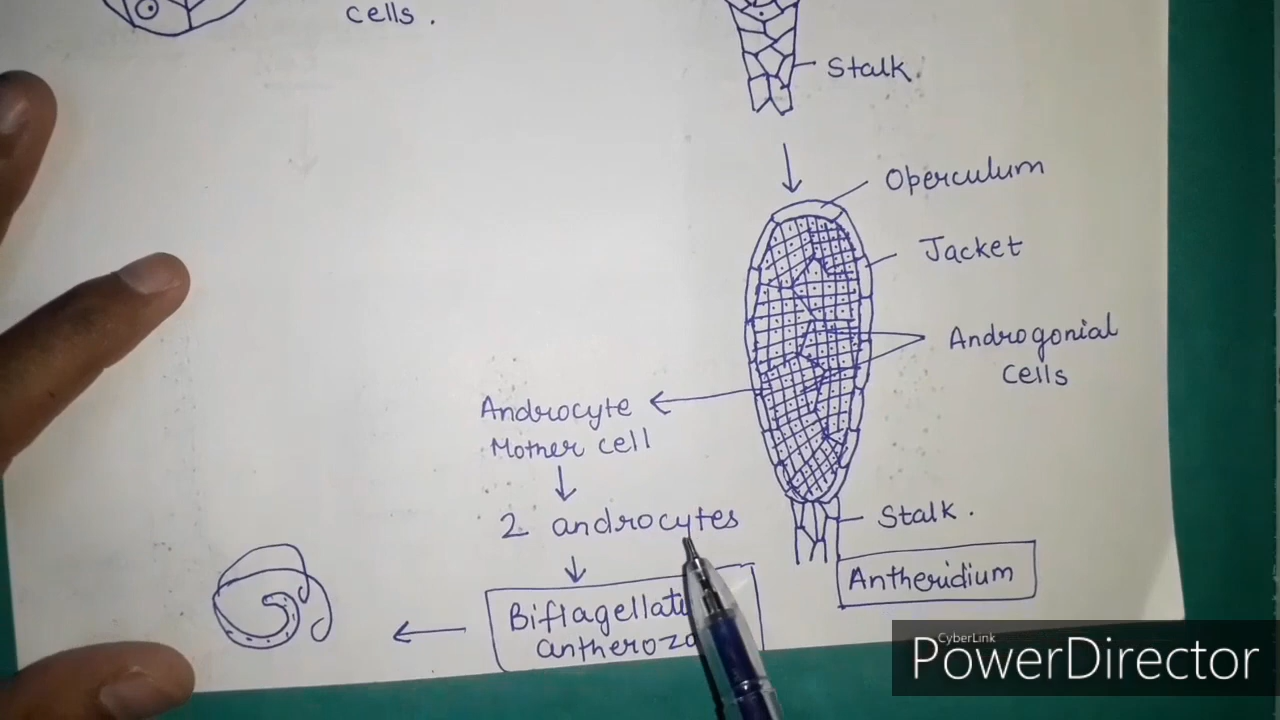 cells.
Stalk.
Operculum
Jacket
Androgonial
cells
Androcyte
Mother cell
2 androcytes
Stalk.
Antheridium
CyberLink
PowerDirector